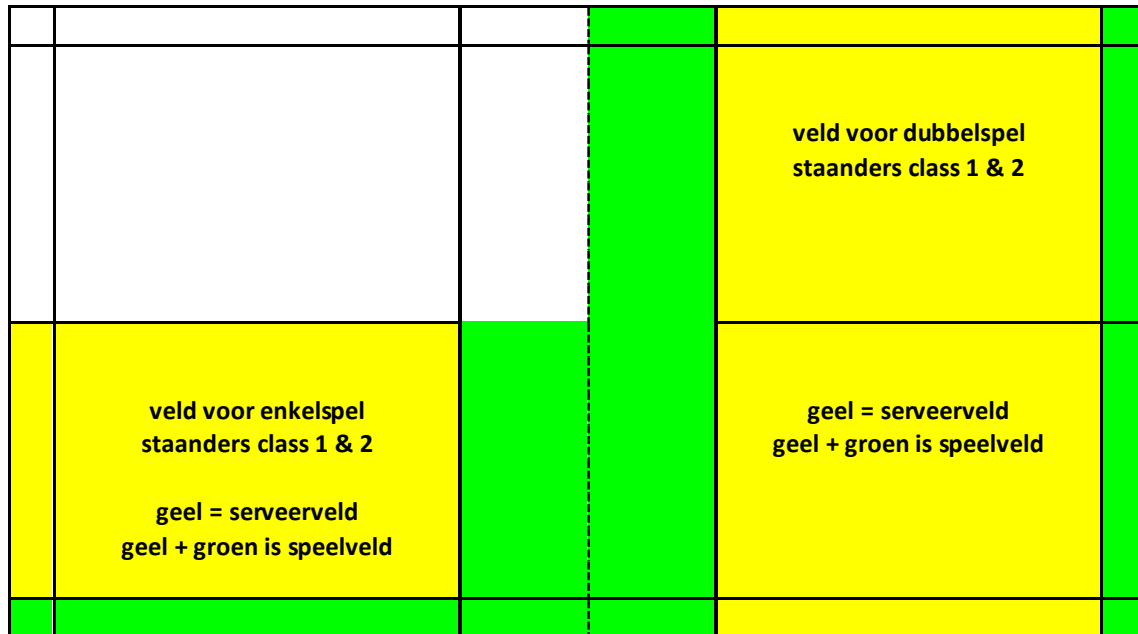 veld voor dubbelspel
staanders class 1 & 2
veld voor enkelspel
staanders class 1 & 2
geel = serveerveld
geel + groen is speelveld
geel = serveerveld
geel + groen is speelveld